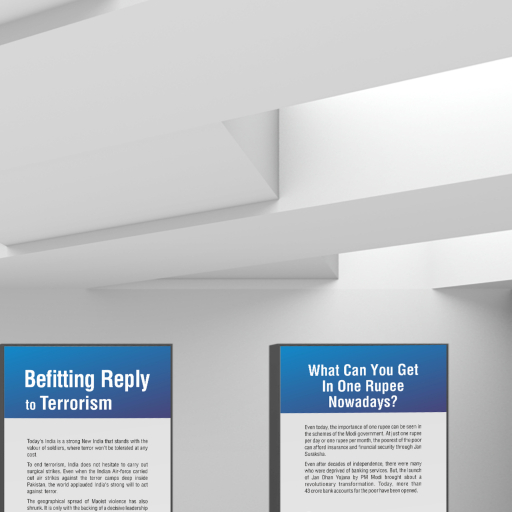 Befitting Reply
to Terrorism
Today's India is a strong New India that stands with the
valour of soldiers, where terror won't be tolerated at any
cost
To end terrorism, India does not hesitate to carry out
surgical strikes. Even when the Indian Air-force carried
out air strikes against the terror camps deep inside
Pakistan, the world applauded India's strong will to act
against terror.
The geographical spread of Maoist violence has also
shrunk. It is only with the backing of a decisive leadership
What Can You Get
In One Rupee
Nowadays?
Even today, the importance of one rupee can be seen in
the schemes of the Modi government. At just one rupee
per day or one rupee per month, the poorest of the poor
can afford insurance and financial security through Jan
Suraksha.
Even after decades of independence, there were many
who were deprived of banking services. But, the launch
of Jan Dhan Yojana by PM Modi brought about a
revolutionary transformation. Today, more than
43 crore bank accounts for the poor have been opened.